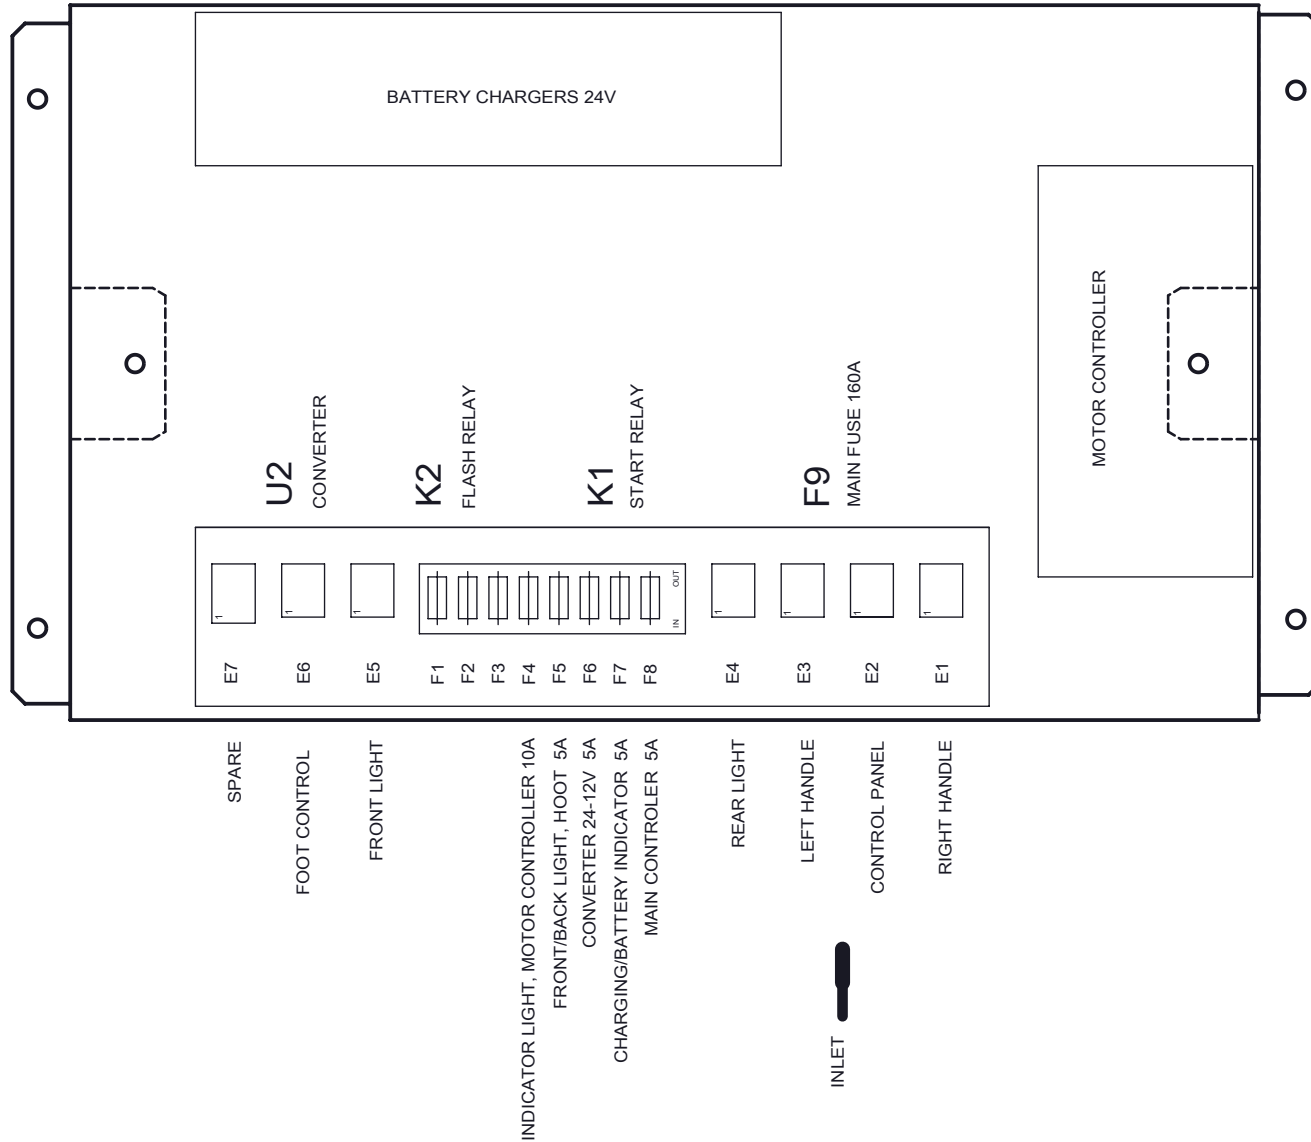 BATTERY CHARGERS 24V
MOTOR CONTROLLER
U2
CONVERTER
K2
FLASH RELAY
K1
START RELAY
F9
MAIN FUSE 160A
1
1
1
IN
OUT
1
1
1
1
E7
E6
E5
F1
F2
F3
F4
F5
F6
F7
F8
E4
E3
E2
E1
SPARE
FOOT CONTROL
FRONT LIGHT
INDICATOR LIGHT, MOTOR CONTROLLER 10A
FRONT/BACK LIGHT, HOOT 5A
CONVERTER 24-12V 5A
CHARGING/BATTERY INDICATOR 5A
MAIN CONTROLER 5A
REAR LIGHT
LEFT HANDLE
CONTROL PANEL
RIGHT HANDLE
INLET